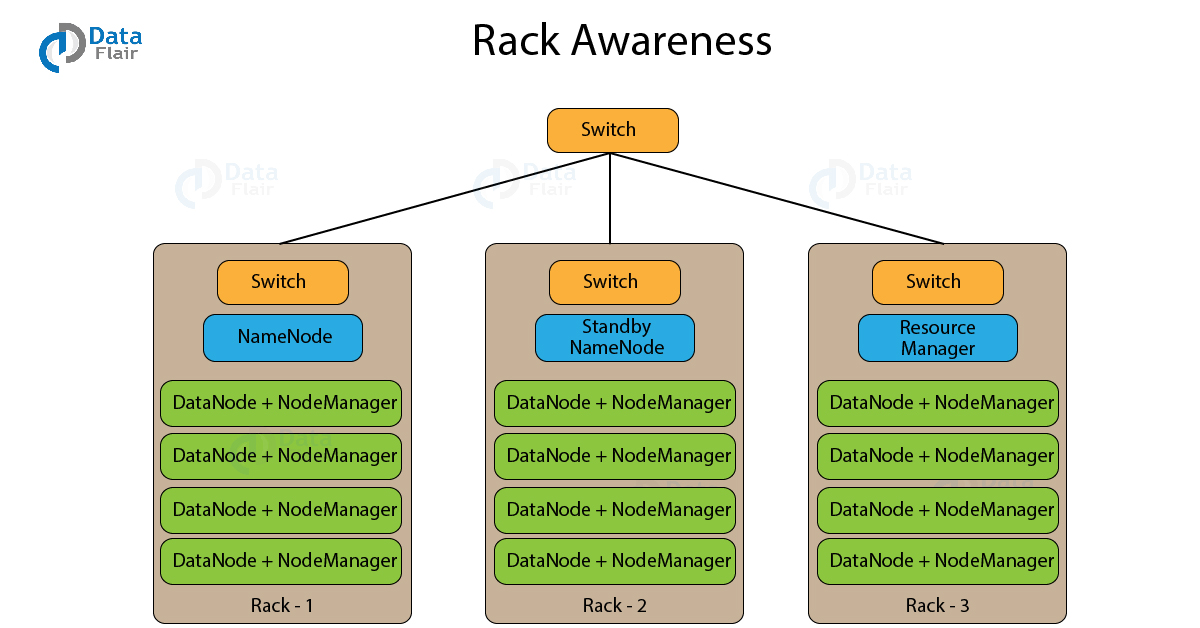 Data
Flair
Rack Awareness
Switch
Data
Flair
Data
Flair
Data
Flair
Switch
NameNode
DataNode + NodeManager
DataNode + NodeManager
Data
DataNode + NodeManager
DataNode + NodeManager
Rack - 1
Switch
Standby
NameNode
DataNode + NodeManager
DataNode + NodeManager
DataNode + NodeManager
DataNode + NodeManager
Rack - 2
Switch
Resource
Manager
DataNode + NodeManager
DataNode + NodeManager
DataNode + NodeManager
DataNode + NodeManager
Rack - 3